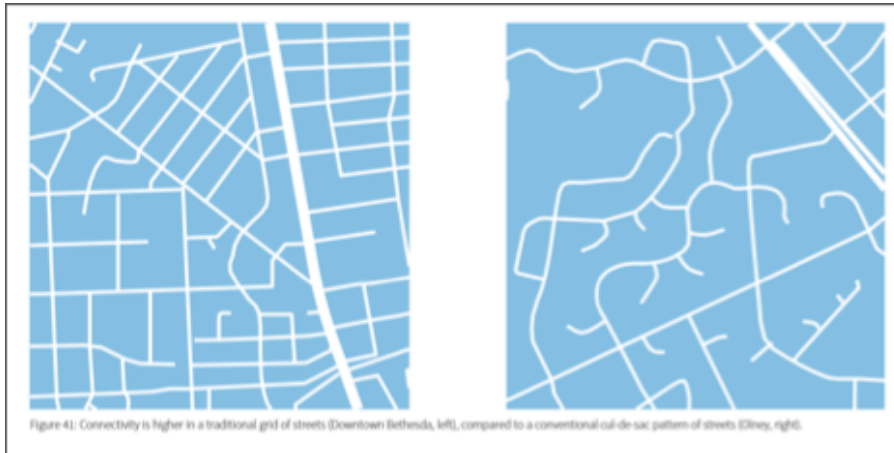 Figure 41: Connectivity is higher in a traditional grid of streets (Downtown Bethesda, left), compared to a conventional cul-de-sac pattern of streets (Olney, right).